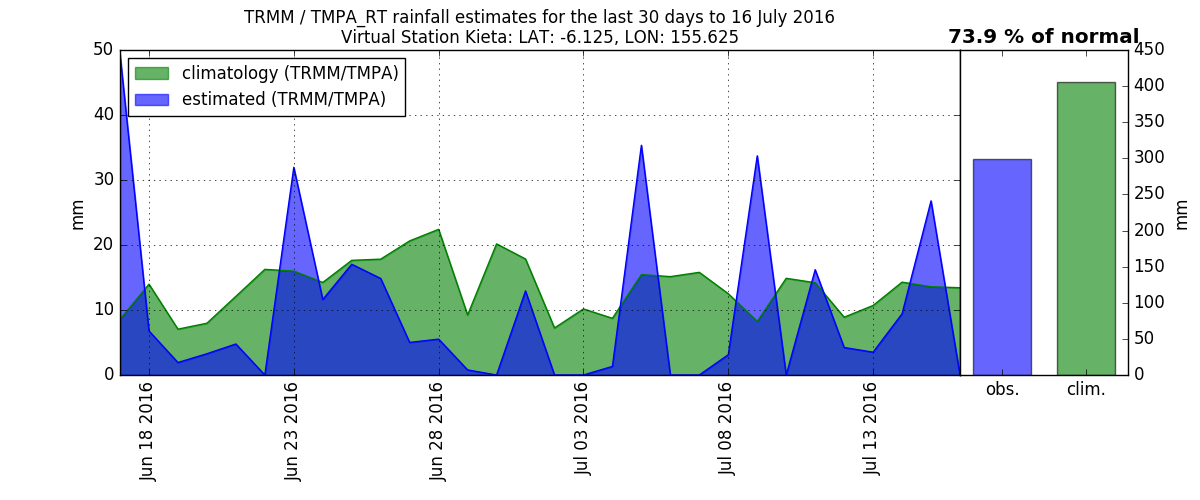 TRMM / TMPA_RT rainfall estimates for the last 30 days to 16 July 2016
Virtual Station Kieta: LAT: -6.125, LON: 155.625
73.9 % of normal
climatology (TRMM/TMPA)
estimated (TRMM/TMPA)
50
40
30
20
10
0
mm
Jun 18 2016
Jun 23 2016
Jun 28 2016
Jul 03 2016
Jul 08 2016
Jul 13 2016
450
400
350
300
250
200
150
100
50
0
mm
obs.
clim.